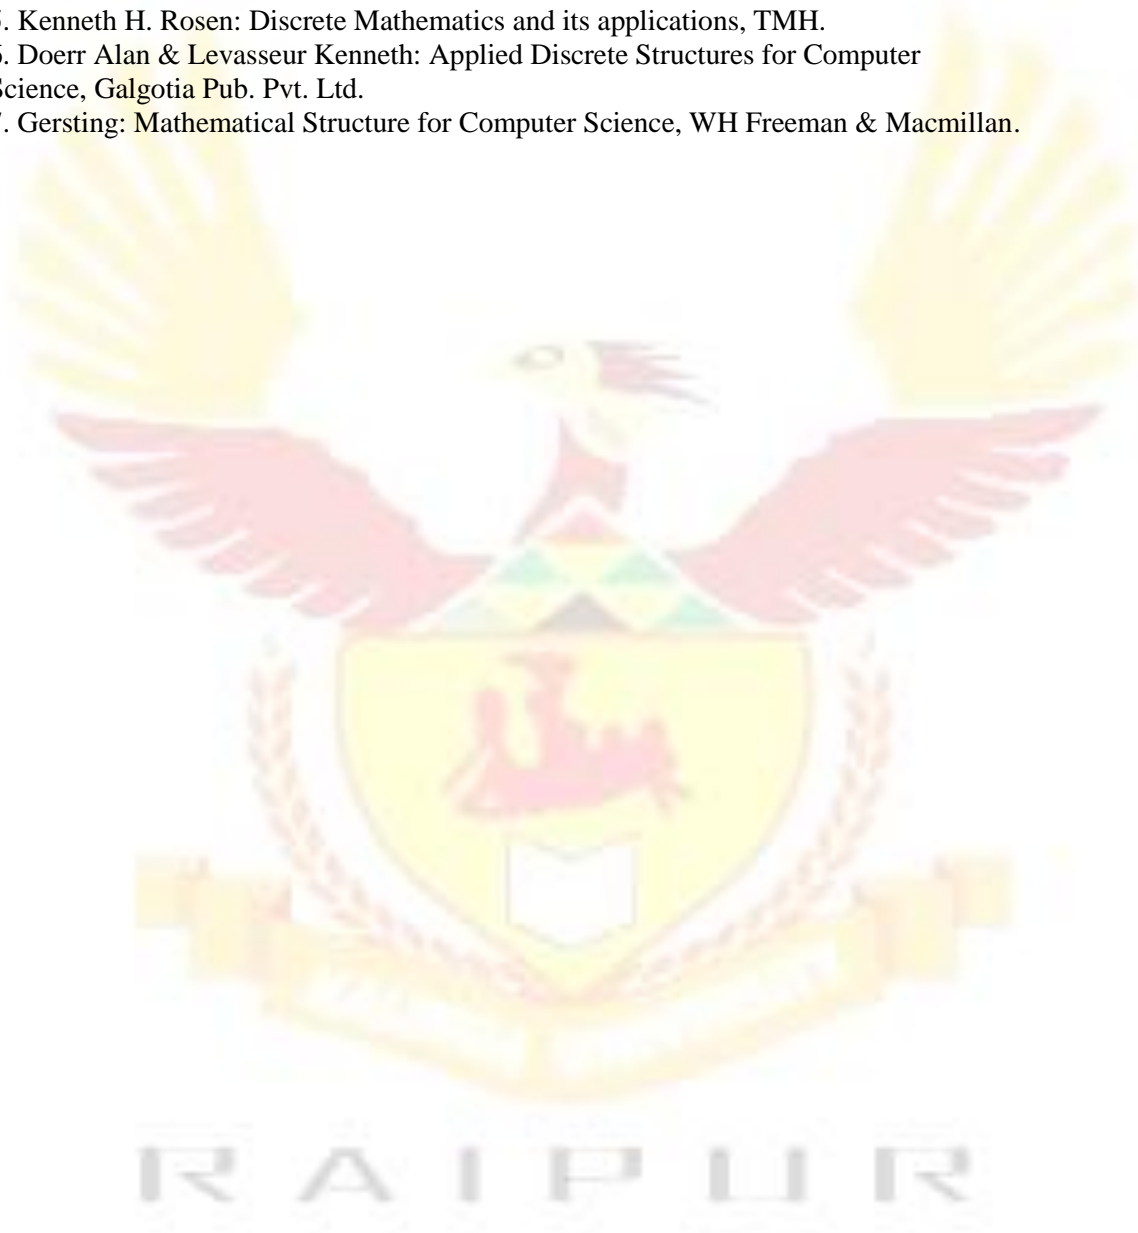 . Kenneth H. Rosen: Discrete Mathematics and its applications, TMH.
. Doerr Alan & Levasseur Kenneth: Applied Discrete Structures for Computer
Science, Galgotia Pub. Pvt. Ltd.
. Gersting: Mathematical Structure for Computer Science, WH Freeman & Macmillan.
RAIPUR